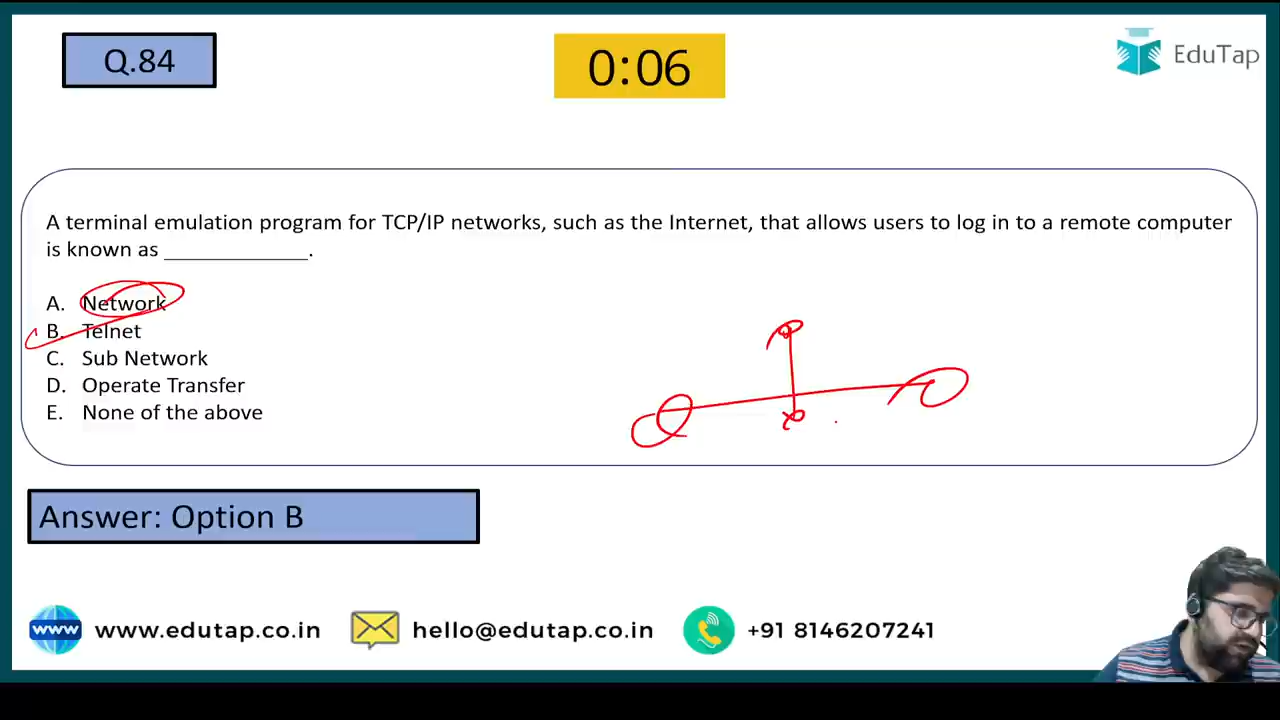 Q.84
0:06
EduTap
A terminal emulation program for TCP/IP networks, such as the Internet, that allows users to log in to a remote computer
is known as _____________.
A. Network
B. Telnet
C. Sub Network
D. Operate Transfer
E. None of the above
Answer: Option B
www www.edutap.co.in hello@edutap.co.in +91 8146207241